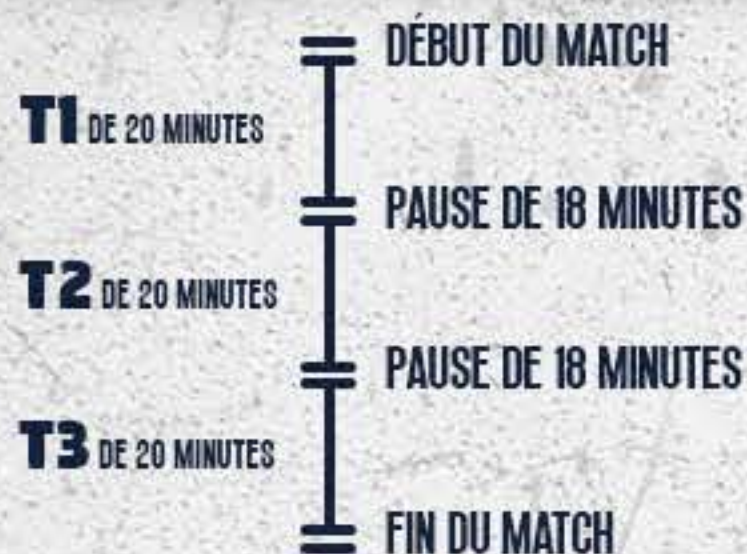 DÉBUT DU MATCH
T1 DE 20 MINUTES
PAUSE DE 18 MINUTES
T2 DE 20 MINUTES
PAUSE DE 18 MINUTES
T3 DE 20 MINUTES
FIN DU MATCH